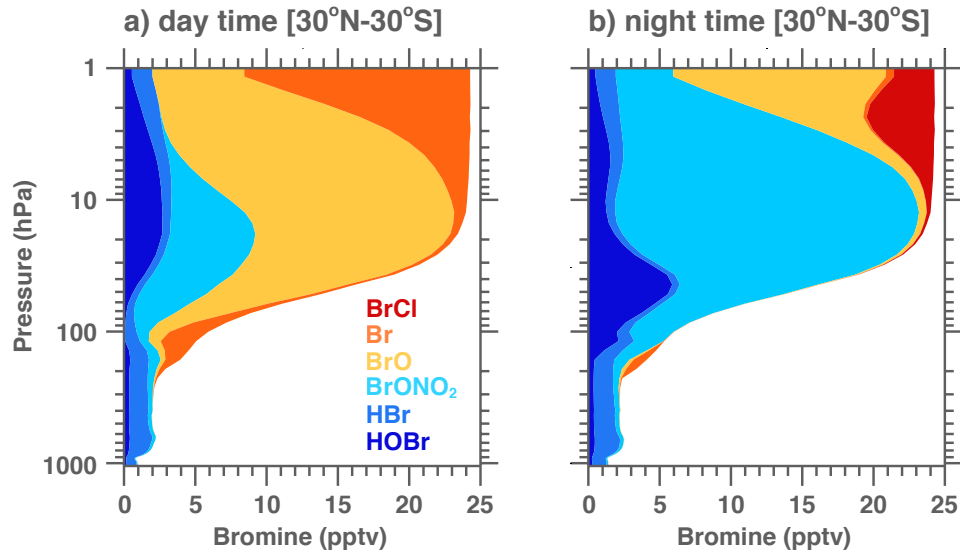 a) day time [30°N-30°S]
b) night time [30°N-30°S]
Pressure (hPa)
1
10
100
1000
BrCl
Br
BrO
BrONO₂
HBr
HOBr
0 5 10 15 20 25
0 5 10 15 20 25
Bromine (pptv)
Bromine (pptv)